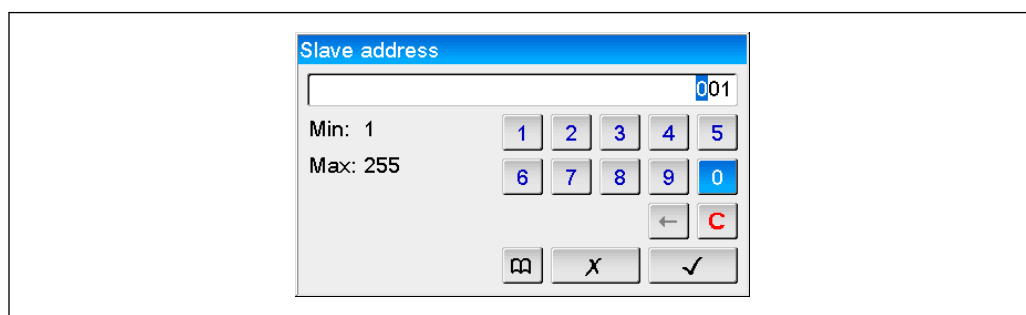 Slave address
001
Min: 1
Max: 255
1 2 3 4 5
6 7 8 9 0
← C
X ✓